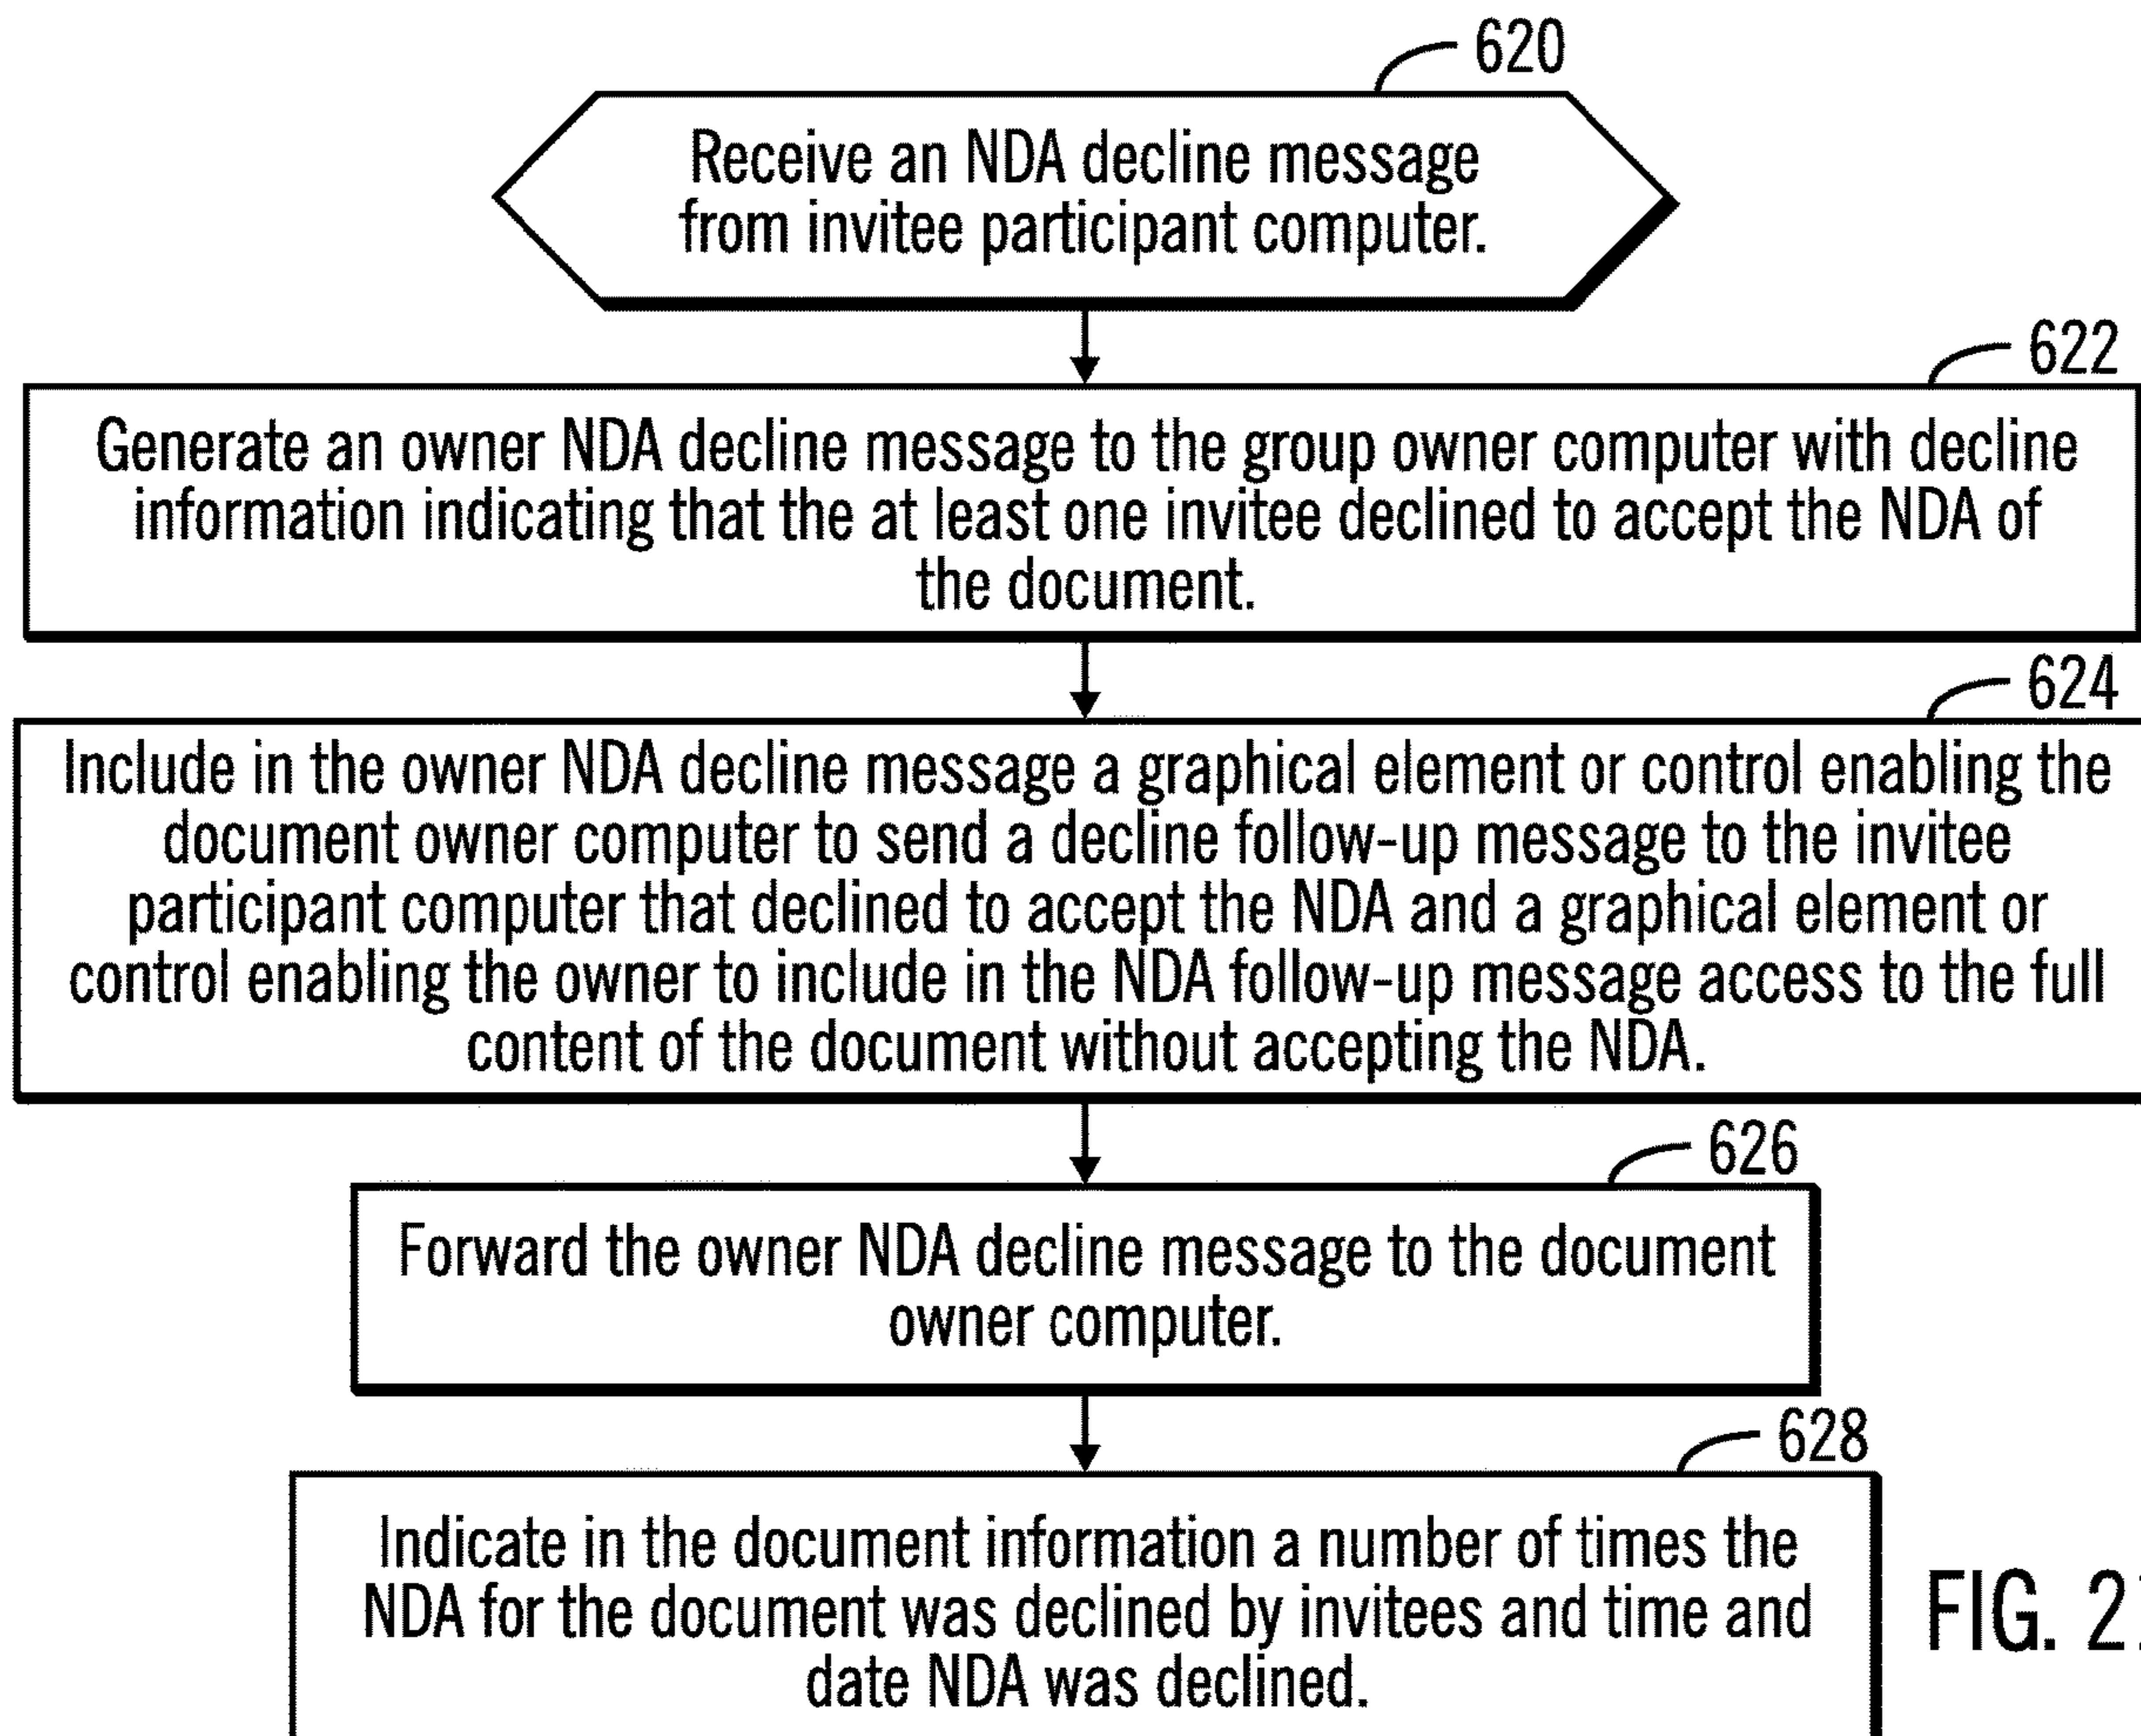 620
Receive an NDA decline message
from invitee participant computer.
622
Generate an owner NDA decline message to the group owner computer with decline
information indicating that the at least one invitee declined to accept the NDA of
the document.
624
Include in the owner NDA decline message a graphical element or control enabling the
document owner computer to send a decline follow-up message to the invitee
participant computer that declined to accept the NDA and a graphical element or
control enabling the owner to include in the NDA follow-up message access to the full
content of the document without accepting the NDA.
626
Forward the owner NDA decline message to the document
owner computer.
628
Indicate in the document information a number of times the
NDA for the document was declined by invitees and time and
date NDA was declined.
FIG.